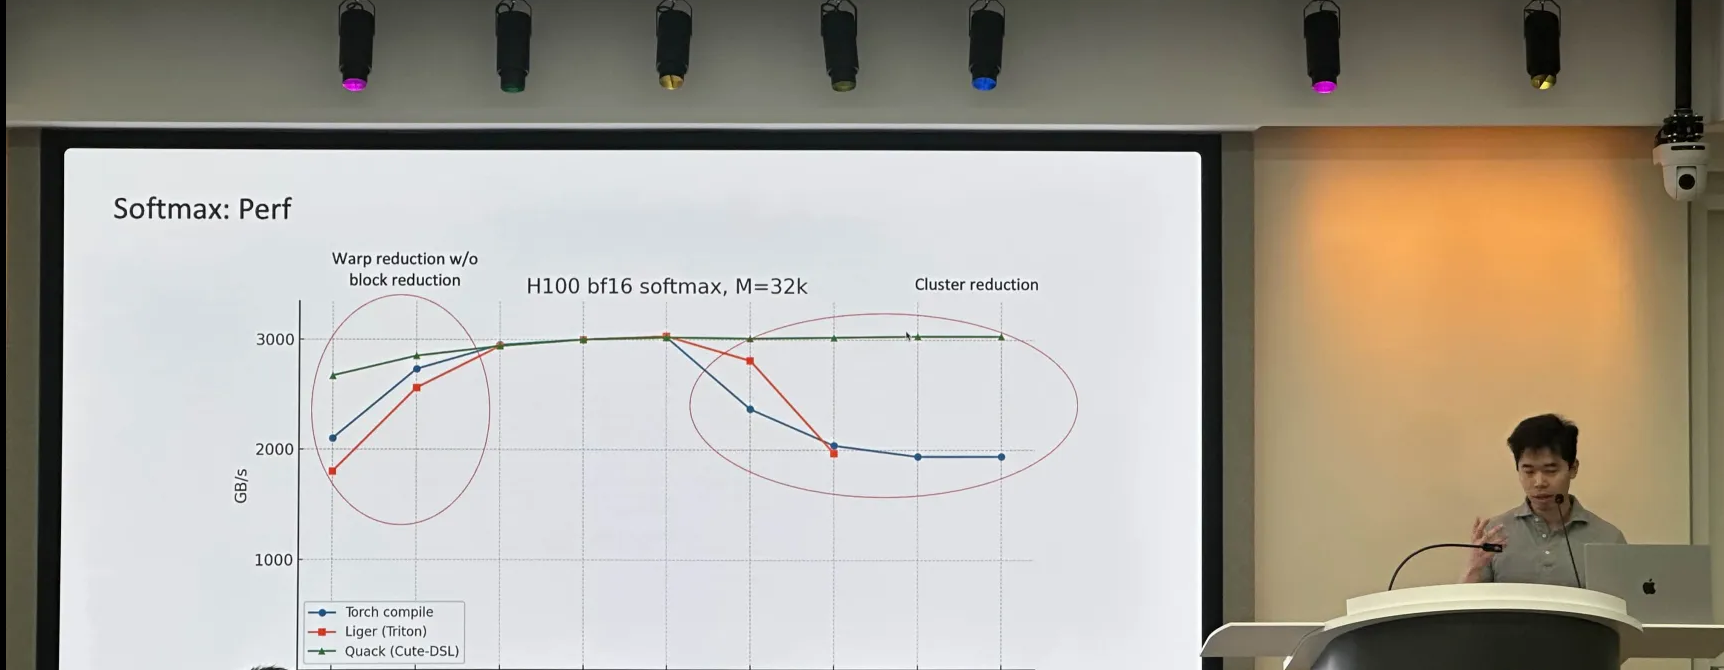 Softmax: Perf
Warp reduction w/o
block reduction
H100 bf16 softmax, M=32k
Cluster reduction
3000
2000
1000
GB/s
Torch compile
Liger (Triton)
Quack (Cute-DSL)